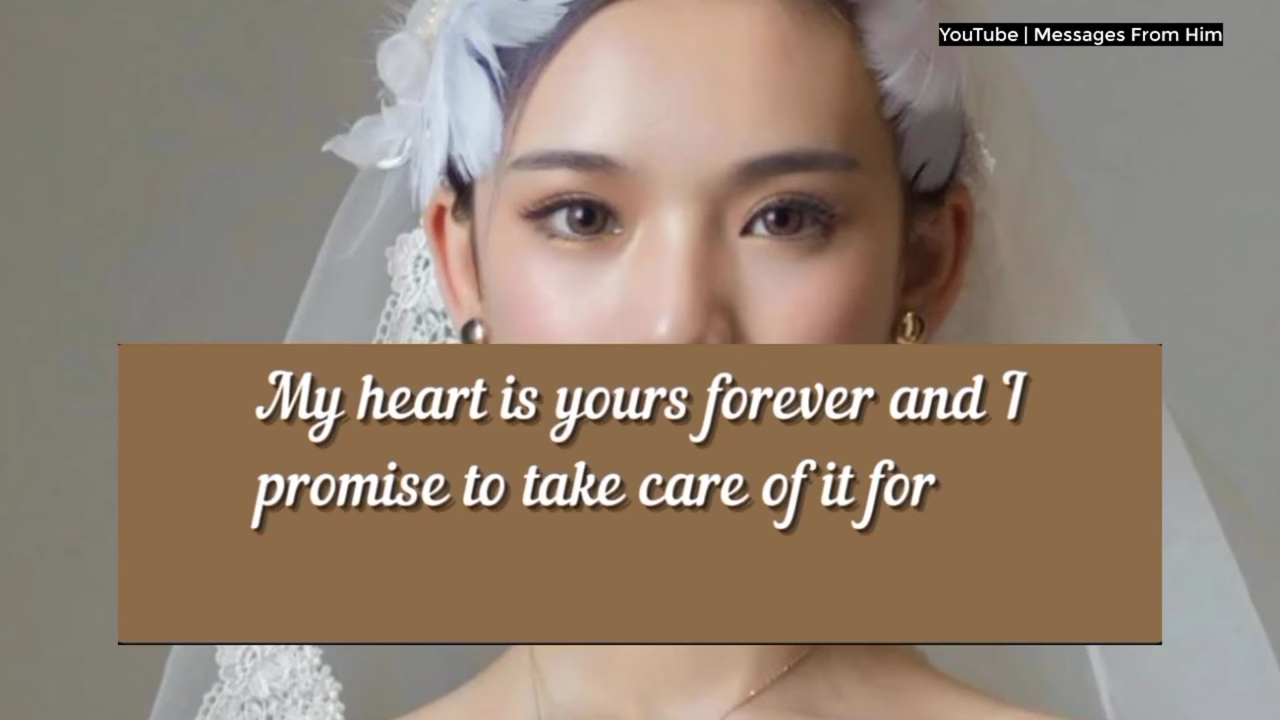 YouTube | Messages From Him
My heart is yours forever and I
promise to take care of it for